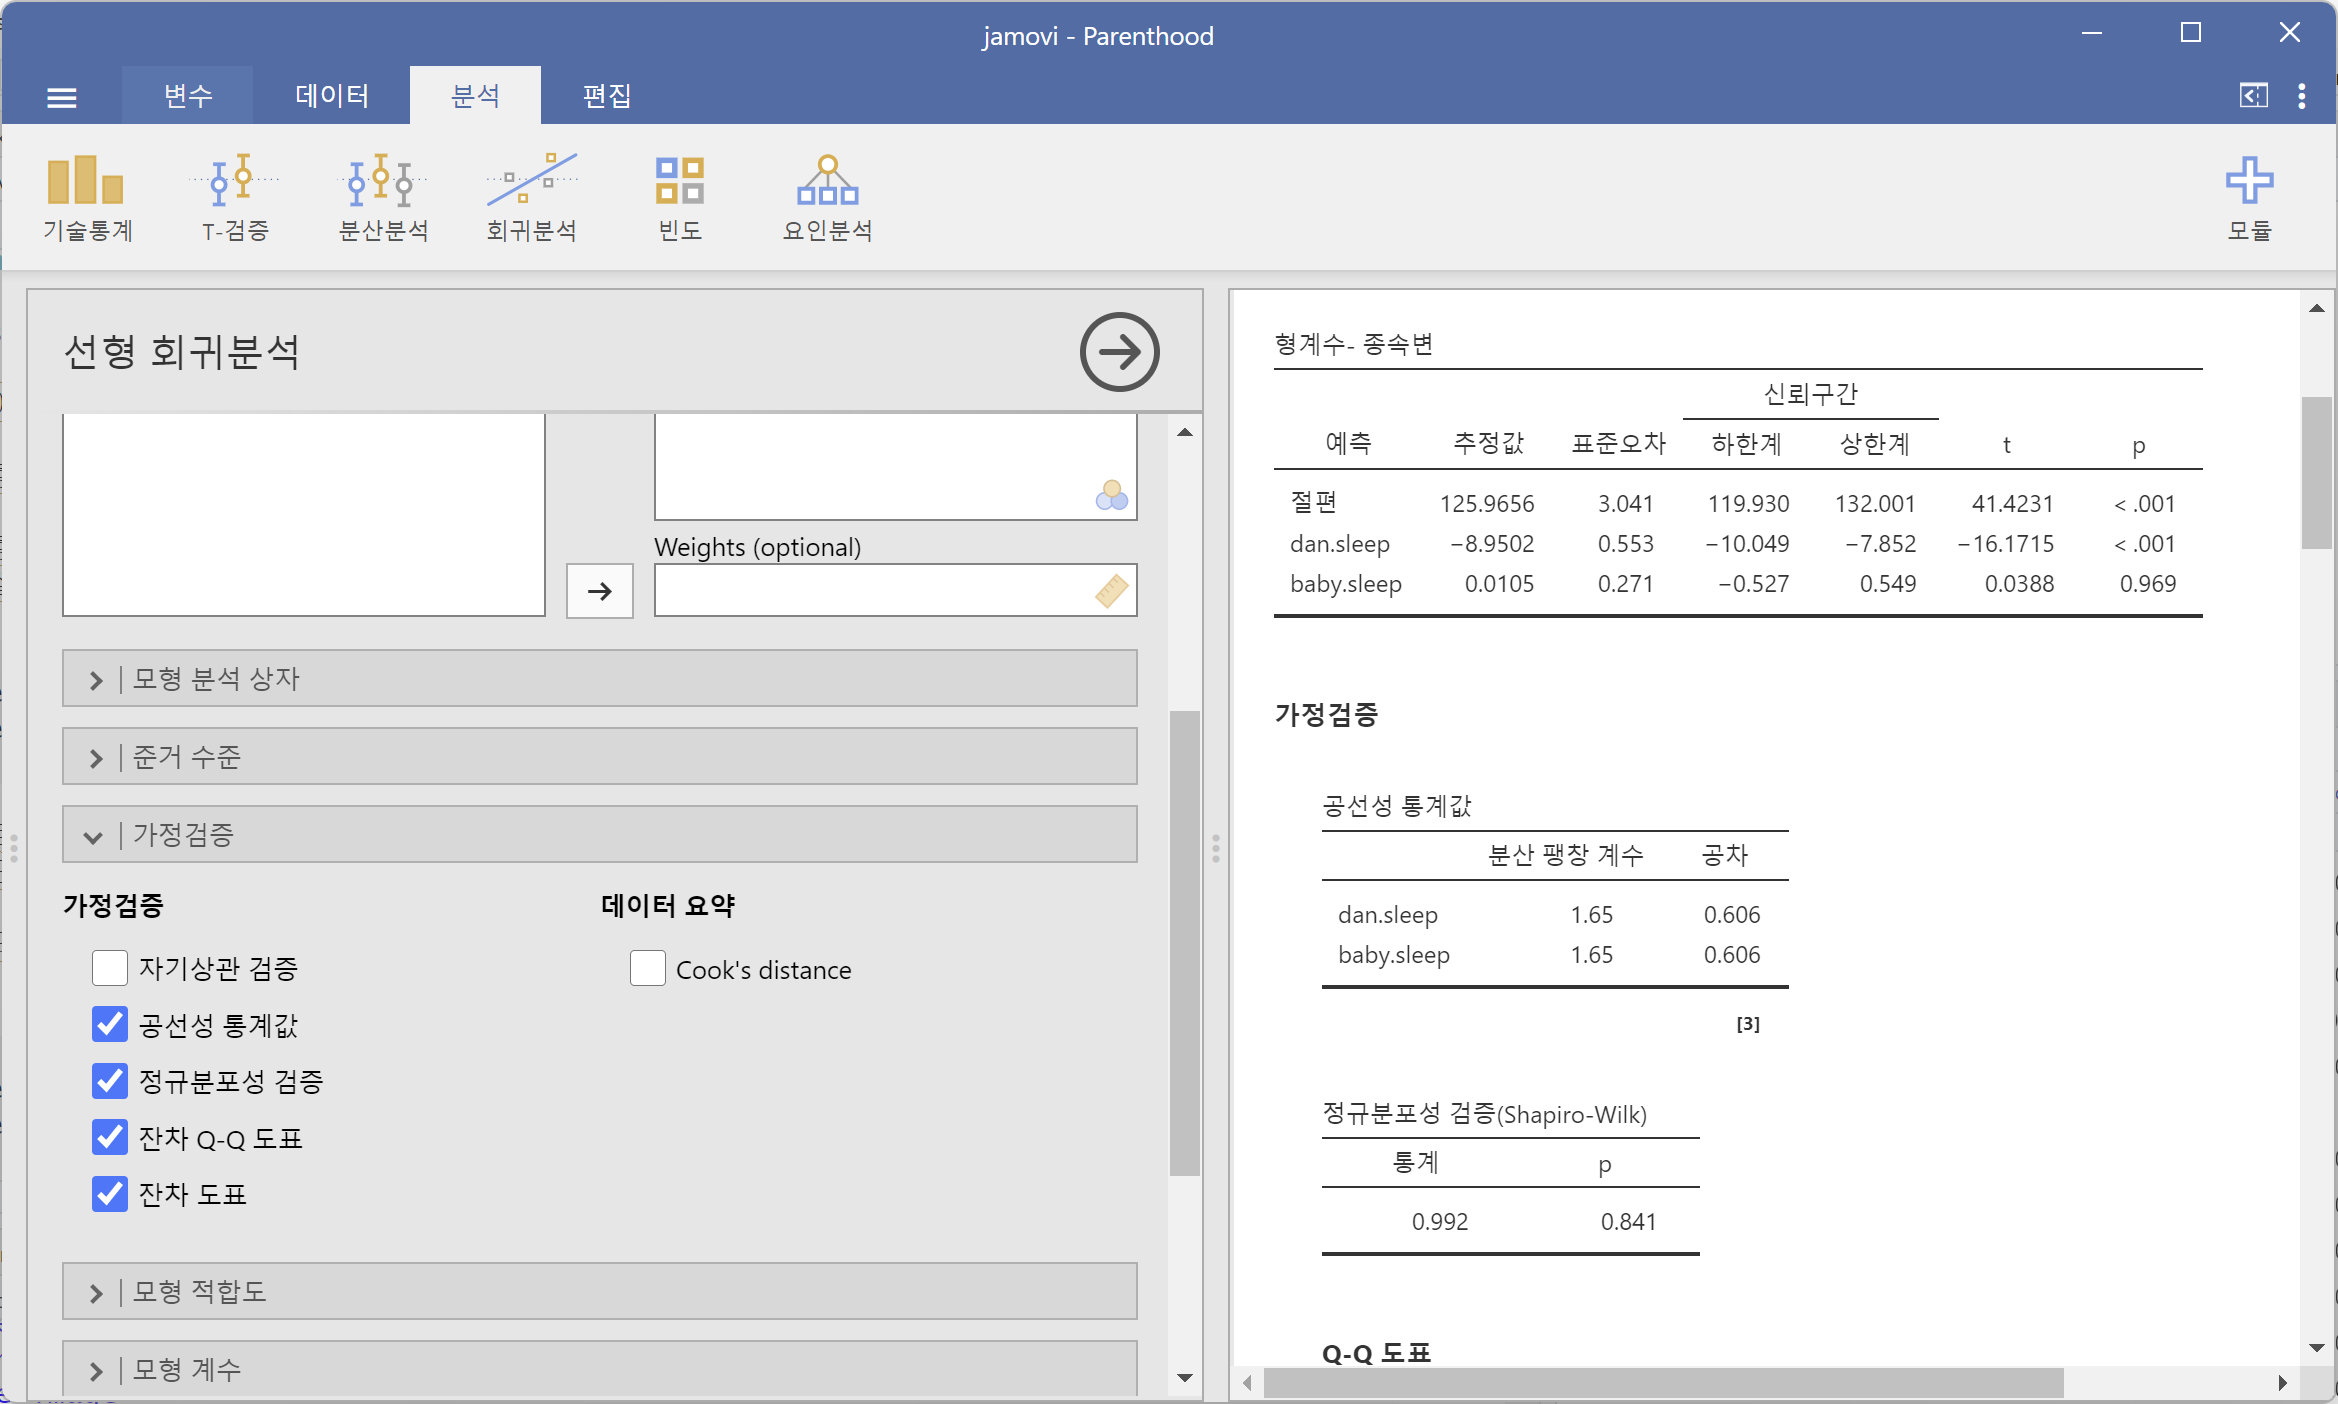 jamovi - Parenthood
변수 데이터 분석 편집
기술통계 T-검증 분산분석 회귀분석 빈도 요인분석 모듈
선형 회귀분석
Weights (optional)
모형 분석 상자
준거 수준
가정검증
가정검증 데이터 요약
자기상관 검증 Cook's distance
공선성 통계값
정규분포성 검증
잔차 Q-Q 도표
잔차 도표
모형 적합도
모형 계수
형계수- 종속변
신뢰구간
예측 추정값 표준오차 하한계 상한계 t p
절편 125.9656 3.041 119.930 132.001 41.4231 < .001
dan.sleep −8.9502 0.553 −10.049 −7.852 −16.1715 < .001
baby.sleep 0.0105 0.271 −0.527 0.549 0.0388 0.969
가정검증
공선성 통계값
분산 팽창 계수 공차
dan.sleep 1.65 0.606
baby.sleep 1.65 0.606
[3]
정규분포성 검증(Shapiro-Wilk)
통계 p
0.992 0.841
Q-Q 도표